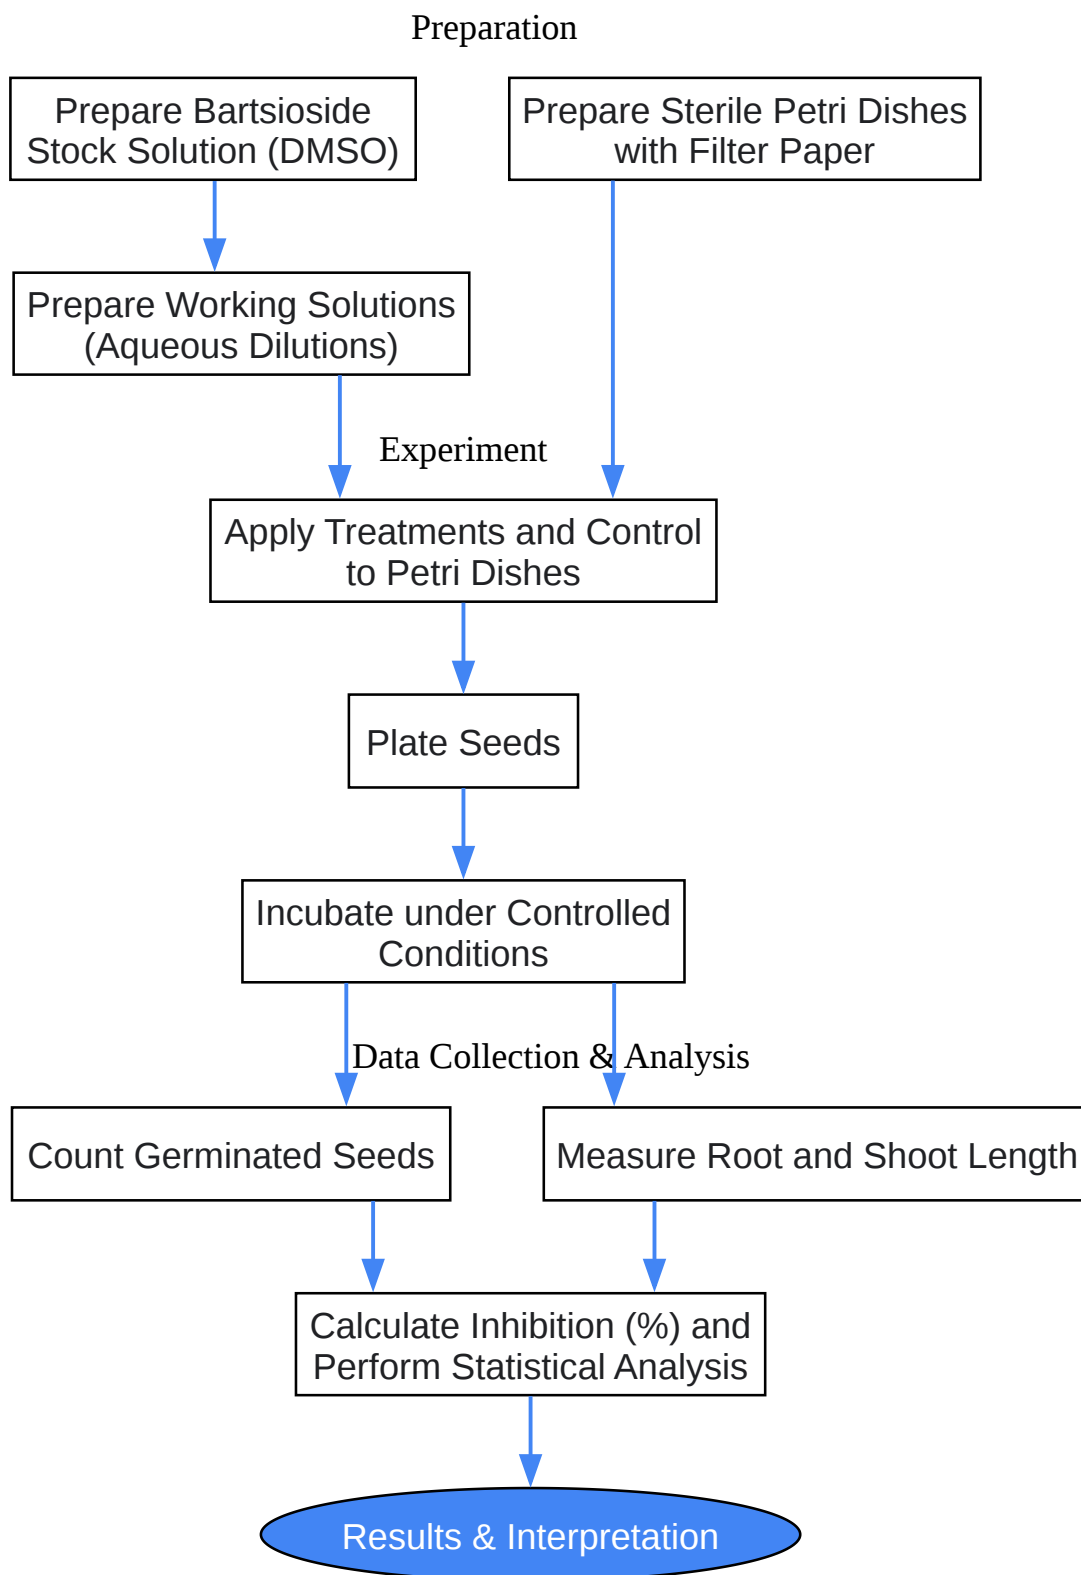 Preparation
Prepare Bartsioside
Stock Solution (DMSO)
Prepare Sterile Petri Dishes
with Filter Paper
Prepare Working Solutions
(Aqueous Dilutions)
Experiment
Apply Treatments and Control
to Petri Dishes
Plate Seeds
Incubate under Controlled
Conditions
Data Collection & Analysis
Count Germinated Seeds
Measure Root and Shoot Length
Calculate Inhibition (%) and
Perform Statistical Analysis
Results & Interpretation